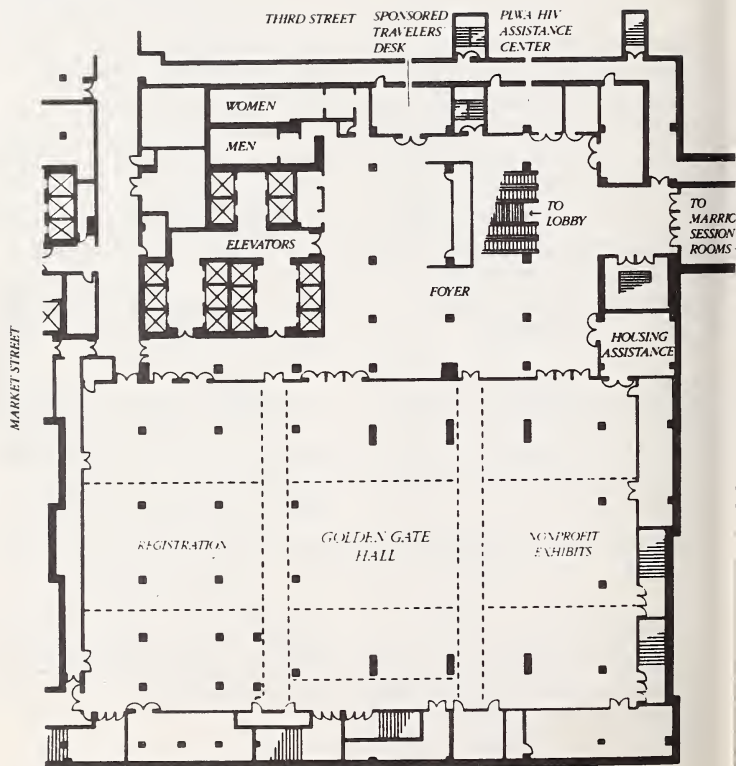 THIRD STREET
SPONSORED
TRAVELERS'
DESK
PLWA HIV
ASSISTANCE
CENTER
WOMEN
MEN
TO
LOBBY
TO
MARRIO
SESSION
ROOMS
ELEVATORS
FOYER
HOUSING
ASSISTANCE
MARKET STREET
REGISTRATION
GOLDEN GATE
HALL
NONPROFIT
EXHIBITS